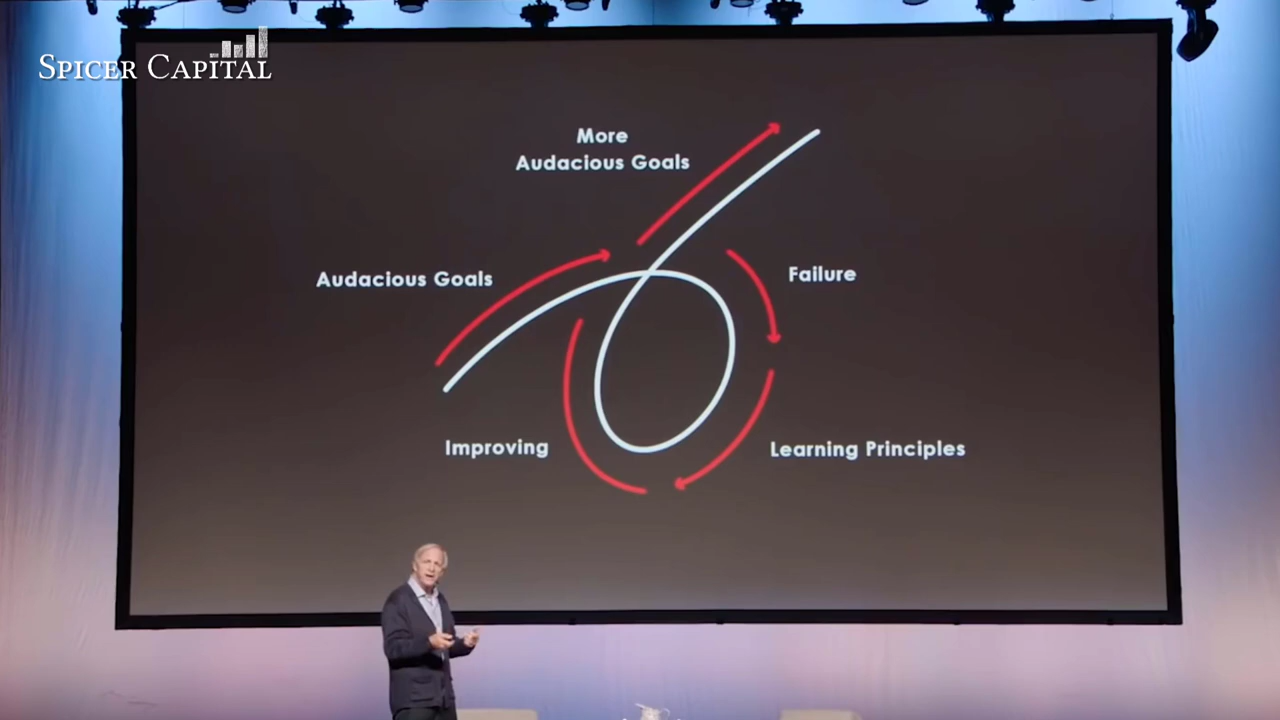 SPICER CAPITAL
More
Audacious Goals
Audacious Goals
Failure
Improving
Learning Principles